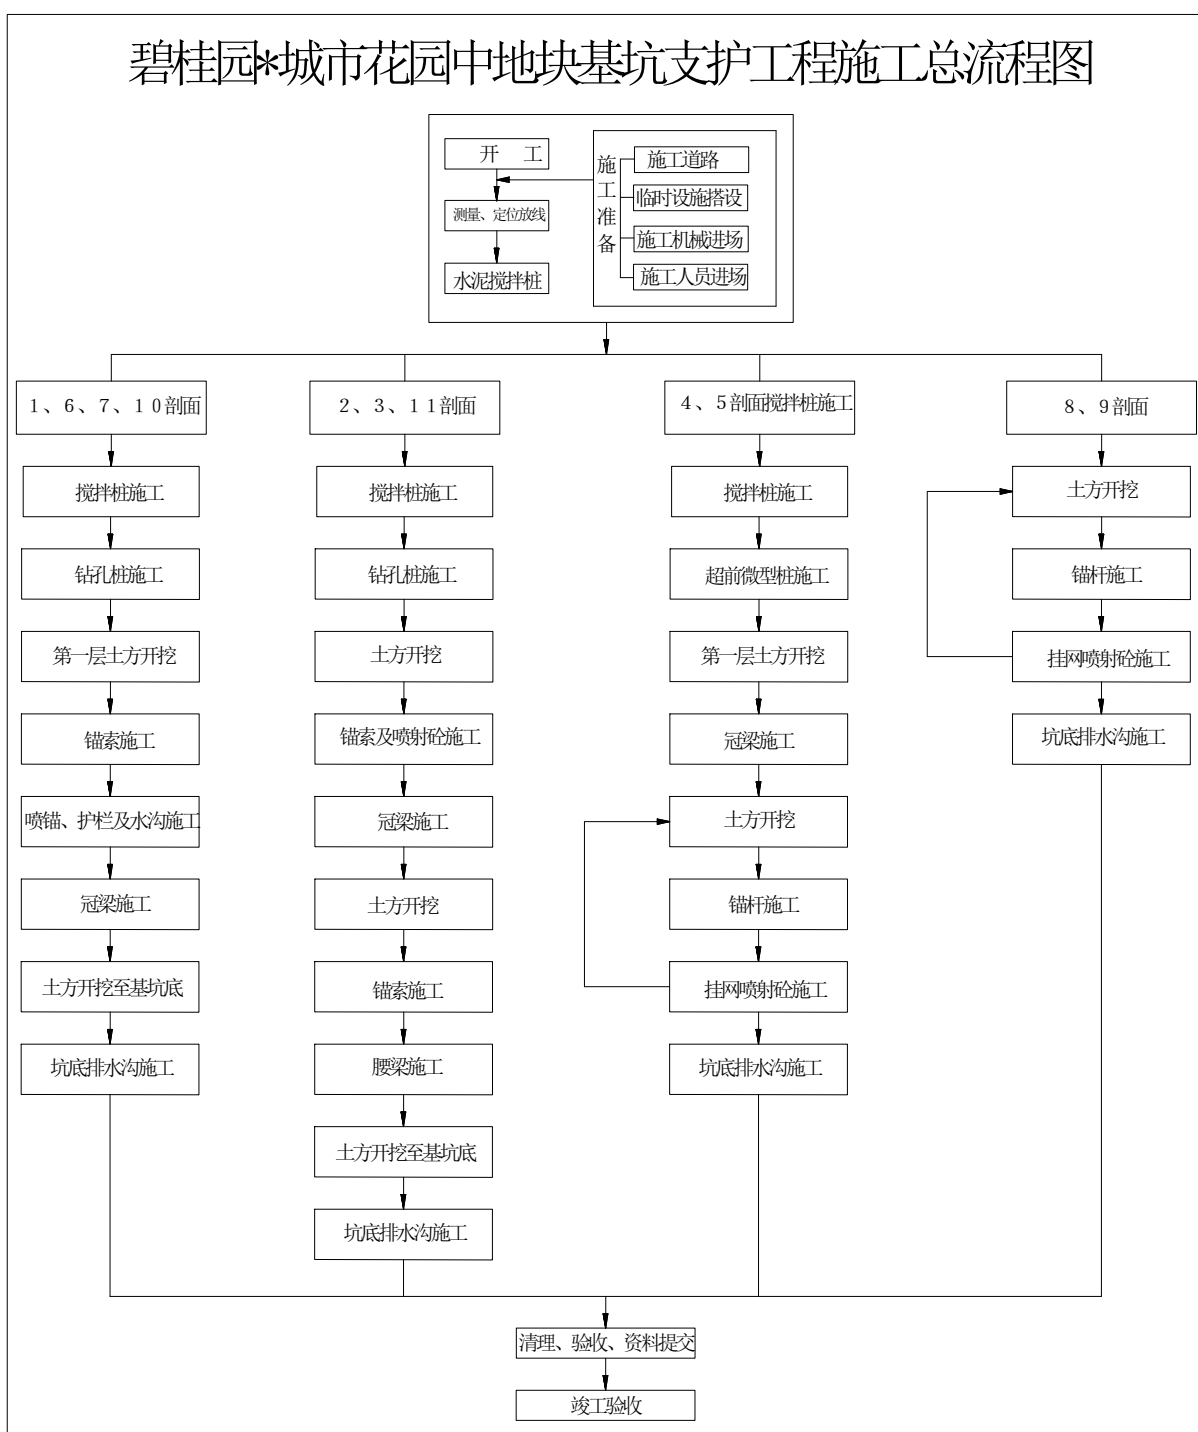 碧桂园*城市花园中地块基坑支护工程施工总流程图
开 工
测量、定位放线
水泥搅拌桩
施工准备
施工道路
临时设施搭设
施工机械进场
施工人员进场
1、6、7、10剖面
搅拌桩施工
钻孔桩施工
第一层土方开挖
锚索施工
喷锚、护栏及水沟施工
冠梁施工
土方开挖至基坑底
坑底排水沟施工
2、3、11剖面
搅拌桩施工
钻孔桩施工
土方开挖
锚索及喷射砼施工
冠梁施工
土方开挖
锚索施工
腰梁施工
土方开挖至基坑底
坑底排水沟施工
4、5剖面搅拌桩施工
搅拌桩施工
超前微型桩施工
第一层土方开挖
冠梁施工
土方开挖
锚杆施工
挂网喷射砼施工
坑底排水沟施工
8、9剖面
土方开挖
锚杆施工
挂网喷射砼施工
坑底排水沟施工
清理、验收、资料提交
竣工验收